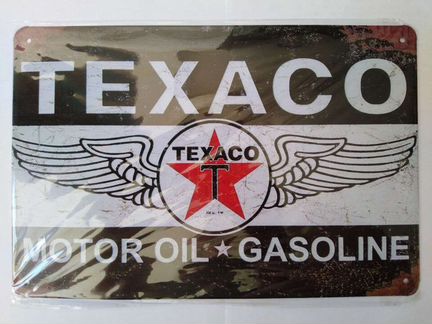 TEXACO
TEXACO
T
MOTOR OIL ★ GASOLINE